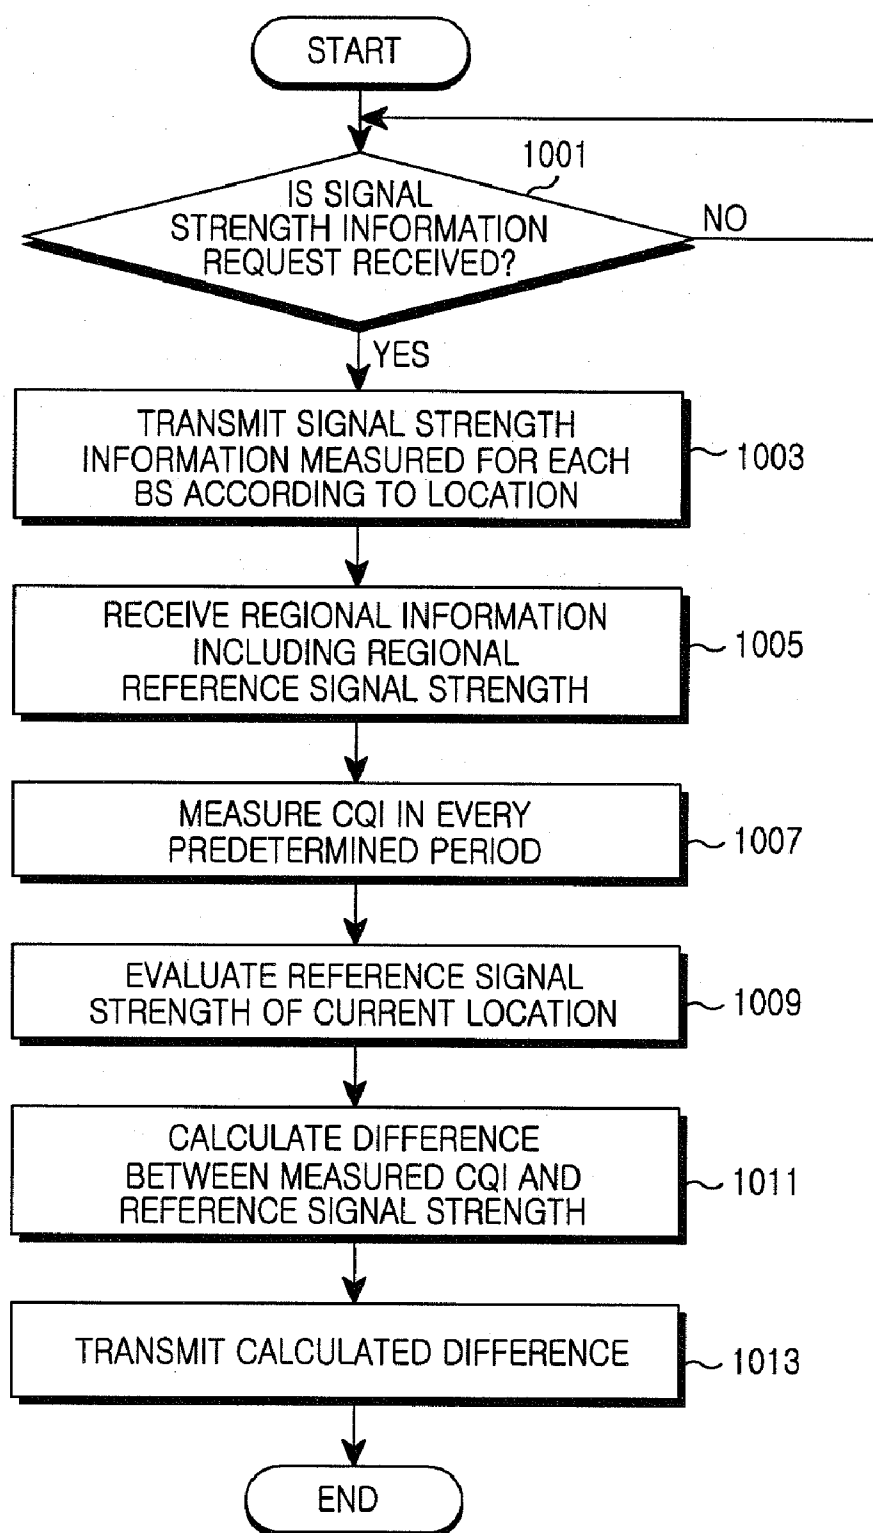 START
1001
IS SIGNAL
STRENGTH INFORMATION
REQUEST RECEIVED?
NO
YES
TRANSMIT SIGNAL STRENGTH
INFORMATION MEASURED FOR EACH
BS ACCORDING TO LOCATION
1003
RECEIVE REGIONAL INFORMATION
INCLUDING REGIONAL
REFERENCE SIGNAL STRENGTH
1005
MEASURE CQI IN EVERY
PREDETERMINED PERIOD
1007
EVALUATE REFERENCE SIGNAL
STRENGTH OF CURRENT LOCATION
1009
CALCULATE DIFFERENCE
BETWEEN MEASURED CQI AND
REFERENCE SIGNAL STRENGTH
1011
TRANSMIT CALCULATED DIFFERENCE
1013
END